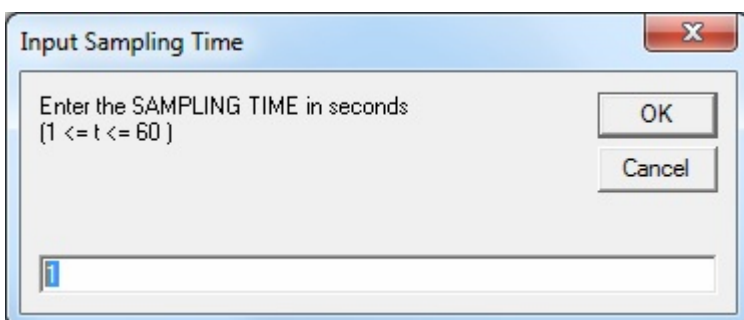 Input Sampling Time
Enter the SAMPLING TIME in seconds
(1 <= t <= 60 )
OK
Cancel
1